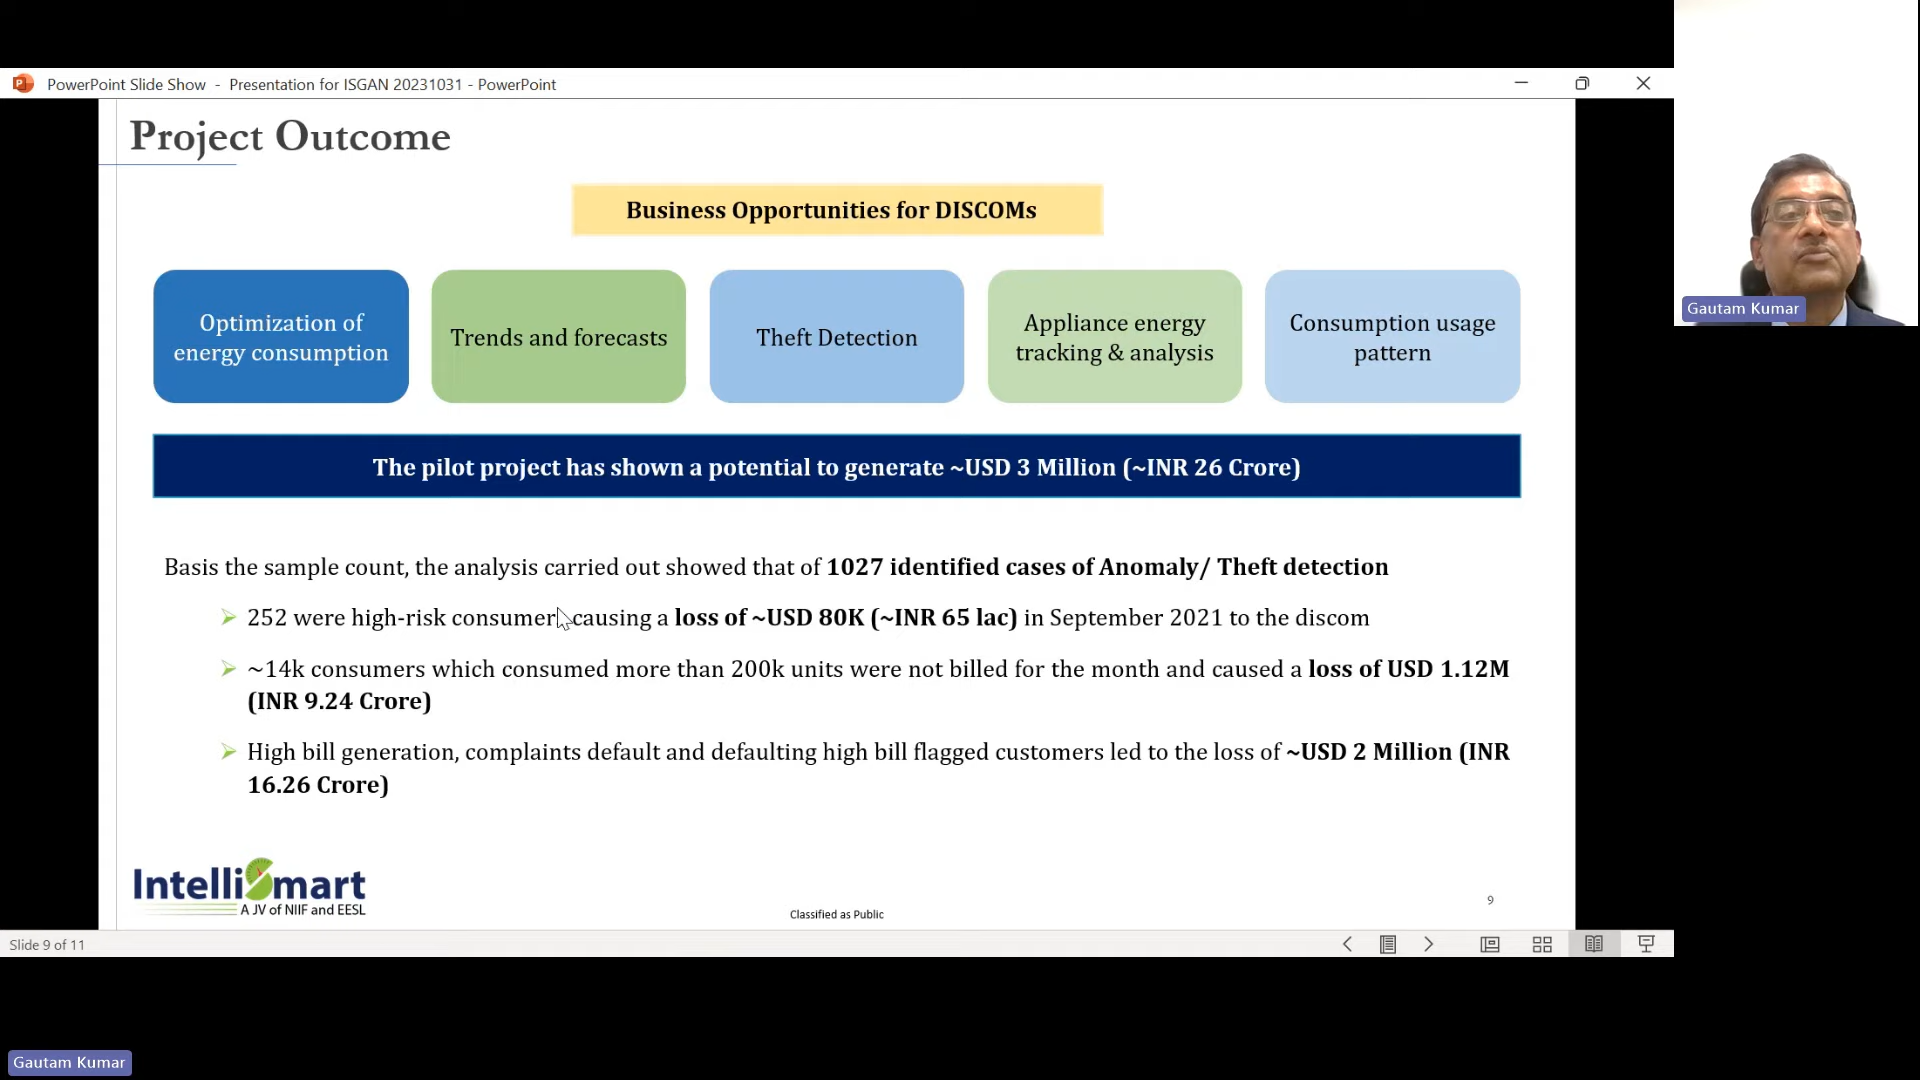 PowerPoint Slide Show - Presentation for ISGAN 20231031 - PowerPoint
Project Outcome
Business Opportunities for DISCOMs
Optimization of
energy consumption
Trends and forecasts
Theft Detection
Appliance energy
tracking & analysis
Consumption usage
pattern
The pilot project has shown a potential to generate ~USD 3 Million (~INR 26 Crore)
Basis the sample count, the analysis carried out showed that of 1027 identified cases of Anomaly/ Theft detection
252 were high-risk consumer causing a loss of ~USD 80K (~INR 65 lac) in September 2021 to the discom
~14k consumers which consumed more than 200k units were not billed for the month and caused a loss of USD 1.12M
(INR 9.24 Crore)
High bill generation, complaints default and defaulting high bill flagged customers led to the loss of ~USD 2 Million (INR
16.26 Crore)
IntelliSmart
A JV of NIIF and EESL
Classified as Public
9
Slide 9 of 11
Gautam Kumar
Gautam Kumar